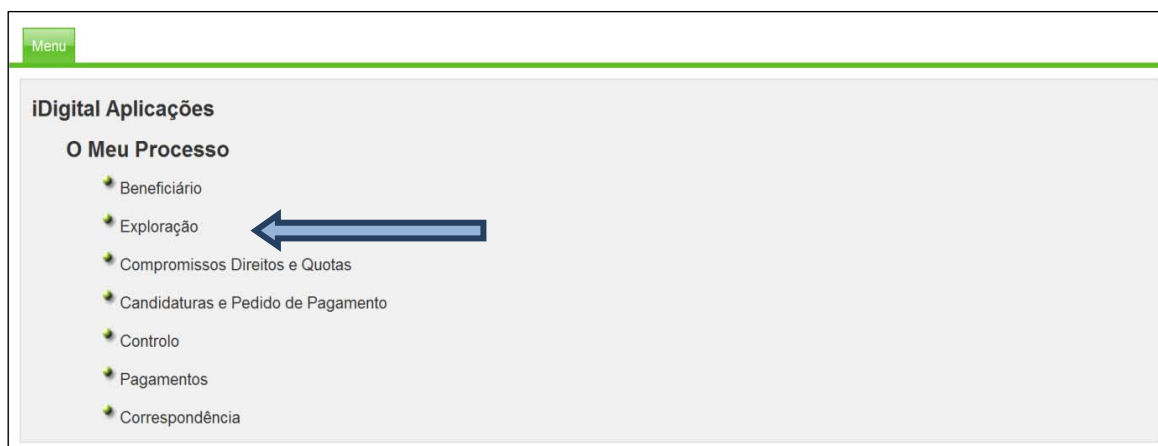 Menu
iDigital Aplicações
O Meu Processo
Beneficiário
Exploração
Compromissos Direitos e Quotas
Candidaturas e Pedido de Pagamento
Controlo
Pagamentos
Correspondência